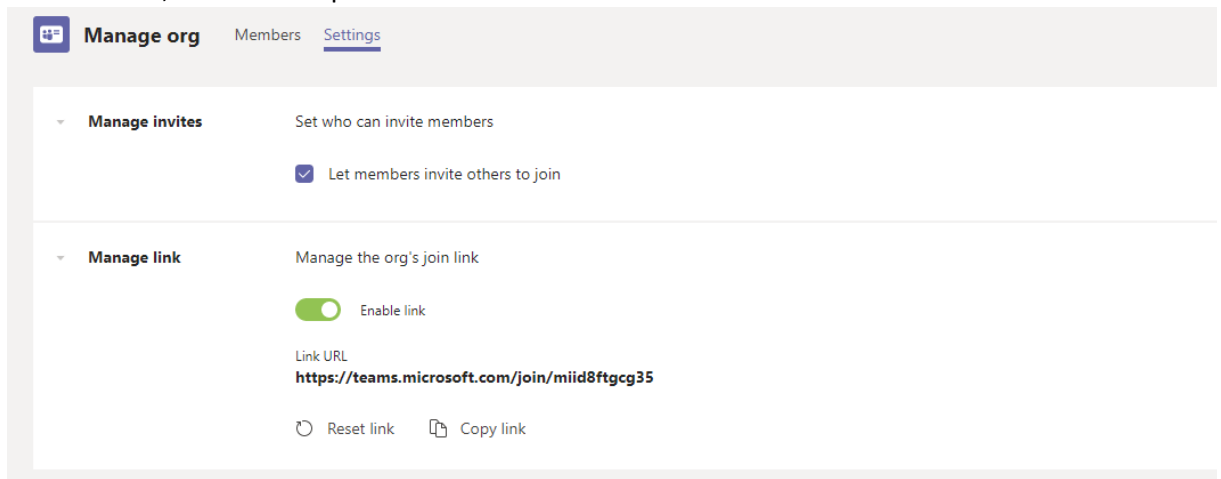 Manage org Members Settings
Manage invites Set who can invite members
Let members invite others to join
Manage link Manage the org's join link
Enable link
Link URL
https://teams.microsoft.com/join/miid8ftgcg35
Reset link Copy link